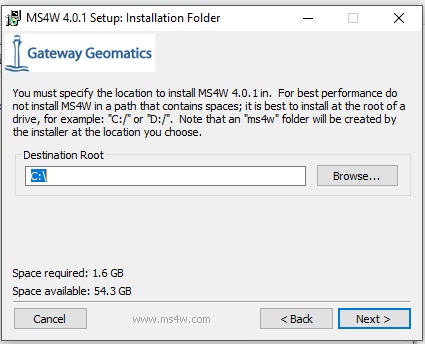 MS4W 4.0.1 Setup: Installation Folder
Gateway Geomatics
You must specify the location to install MS4W 4.0.1 in. For best performance do
not install MS4W in a path that contains spaces; it is best to install at the root of a
drive, for example: "C:/" or "D:/". Note that an "ms4w" folder will be created by
the installer at the location you choose.
Destination Root
C:\
Browse...
Space required: 1.6 GB
Space available: 54.3 GB
Cancel
www.ms4w.com
< Back
Next >